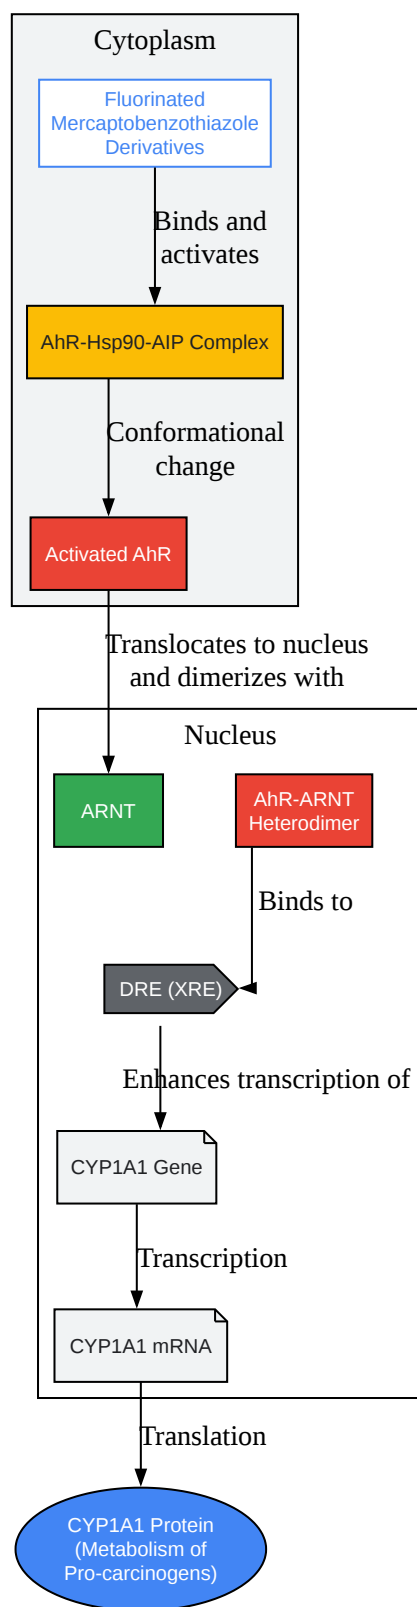 Cytoplasm
Fluorinated
Mercaptobenzothiazole
Derivatives
Binds and
activates
AhR-Hsp90-AIP Complex
Conformational
change
Activated AhR
Translocates to nucleus
and dimerizes with
Nucleus
ARNT
AhR-ARNT
Heterodimer
Binds to
DRE (XRE)
Enhances transcription of
CYP1A1 Gene
Transcription
CYP1A1 mRNA
Translation
CYP1A1 Protein
(Metabolism of
Pro-carcinogens)